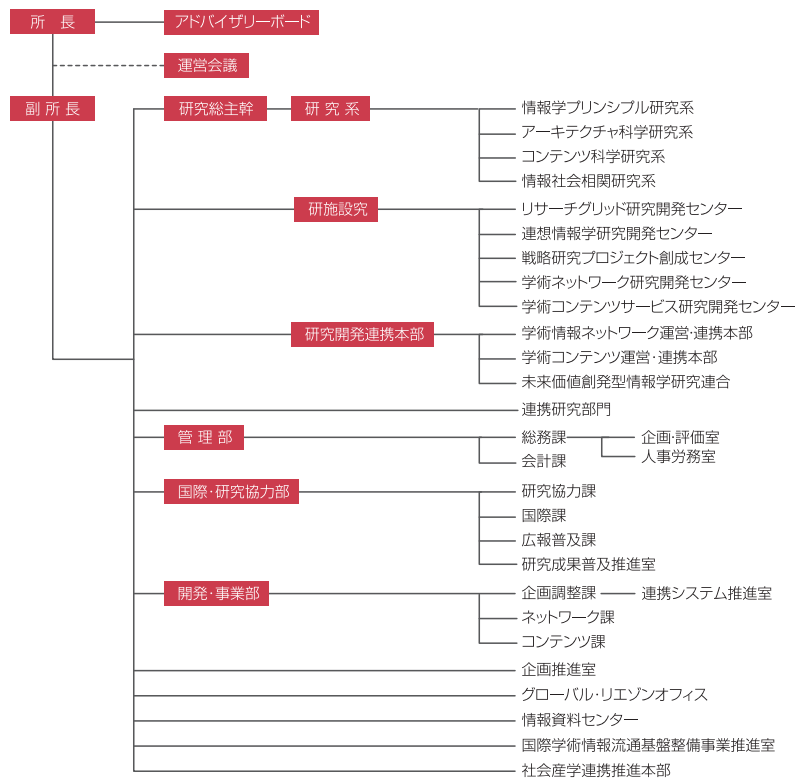 所 長
アドバイザリーボード
運営会議
副 所 長
研究総主幹
研 究 系
情報学プリンシプル研究系
アーキテクチャ科学研究系
コンテンツ科学研究系
情報社会相関研究系
研施設究
リサーチグリッド研究開発センター
連想情報学研究開発センター
戦略研究プロジェクト創成センター
学術ネットワーク研究開発センター
学術コンテンツサービス研究開発センター
研究開発連携本部
学術情報ネットワーク運営･連携本部
学術コンテンツ運営･連携本部
未来価値創発型情報学研究連合
連携研究部門
管 理 部
総務課
企画･評価室
人事労務室
会計課
国際･研究協力部
研究協力課
国際課
広報普及課
研究成果普及推進室
開発･事業部
企画調整課
連携システム推進室
ネットワーク課
コンテンツ課
企画推進室
グローバル･リエゾンオフィス
情報資料センター
国際学術情報流通基盤整備事業推進室
社会産学連携推進本部